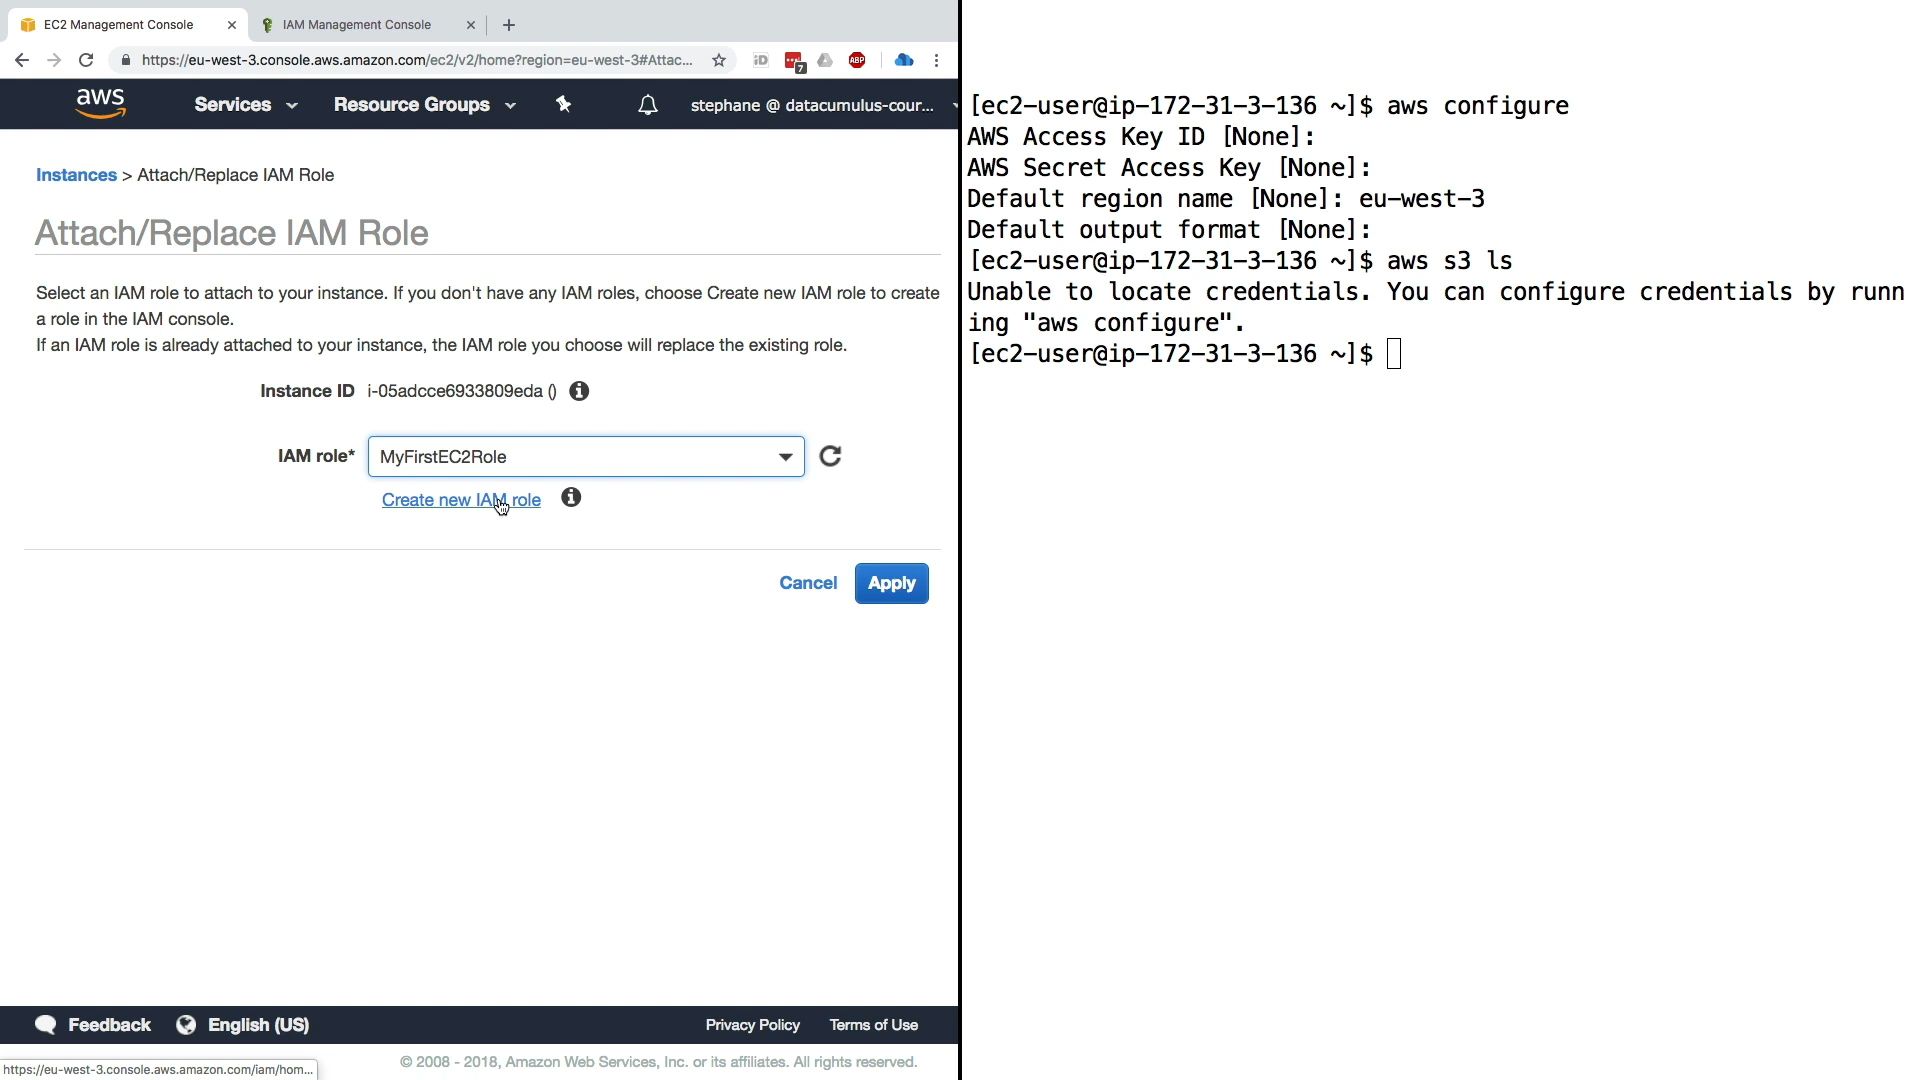 EC2 Management Console
IAM Management Console
https://eu-west-3.console.aws.amazon.com/ec2/v2/home?region=eu-west-3#Attac...
iD
7
ABP
aws
Services
Resource Groups
stephane @ datacumulus-cour...
Instances > Attach/Replace IAM Role
Attach/Replace IAM Role
Select an IAM role to attach to your instance. If you don't have any IAM roles, choose Create new IAM role to create
a role in the IAM console.
If an IAM role is already attached to your instance, the IAM role you choose will replace the existing role.
Instance ID i-05adcce6933809eda ()
IAM role* MyFirstEC2Role
Create new IAM role
Cancel Apply
Feedback English (US) Privacy Policy Terms of Use
© 2008 - 2018, Amazon Web Services, Inc. or its affiliates. All rights reserved.
https://eu-west-3.console.aws.amazon.com/iam/hom...
[ec2-user@ip-172-31-3-136 ~]$ aws configure
AWS Access Key ID [None]:
AWS Secret Access Key [None]:
Default region name [None]: eu-west-3
Default output format [None]:
[ec2-user@ip-172-31-3-136 ~]$ aws s3 ls
Unable to locate credentials. You can configure credentials by runn
ing "aws configure".
[ec2-user@ip-172-31-3-136 ~]$